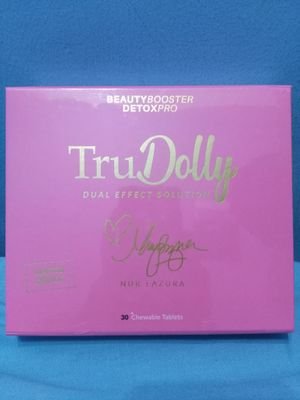 BEAUTYBOOSTER
DETOXPRO
TruDolly
DUAL EFFECT SOLUTION
NUR FAZURA
30 Chewable Tablets